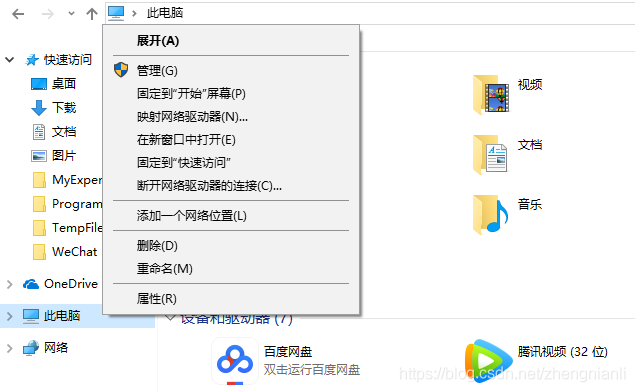 此电脑
展开(A)
管理(G)
固定到"开始"屏幕(P)
映射网络驱动器(N)...
在新窗口中打开(E)
固定到"快速访问"
断开网络驱动器的连接(C)...
添加一个网络位置(L)
删除(D)
重命名(M)
属性(R)
快速访问
桌面
下载
文档
图片
MyExper
Program
TempFile
WeChat
OneDrive
此电脑
网络
视频
文档
音乐
设备和驱动器 (7)
百度网盘
双击运行百度网盘
腾讯视频 (32 位)
https://blog.csdn.net/zhengnianli